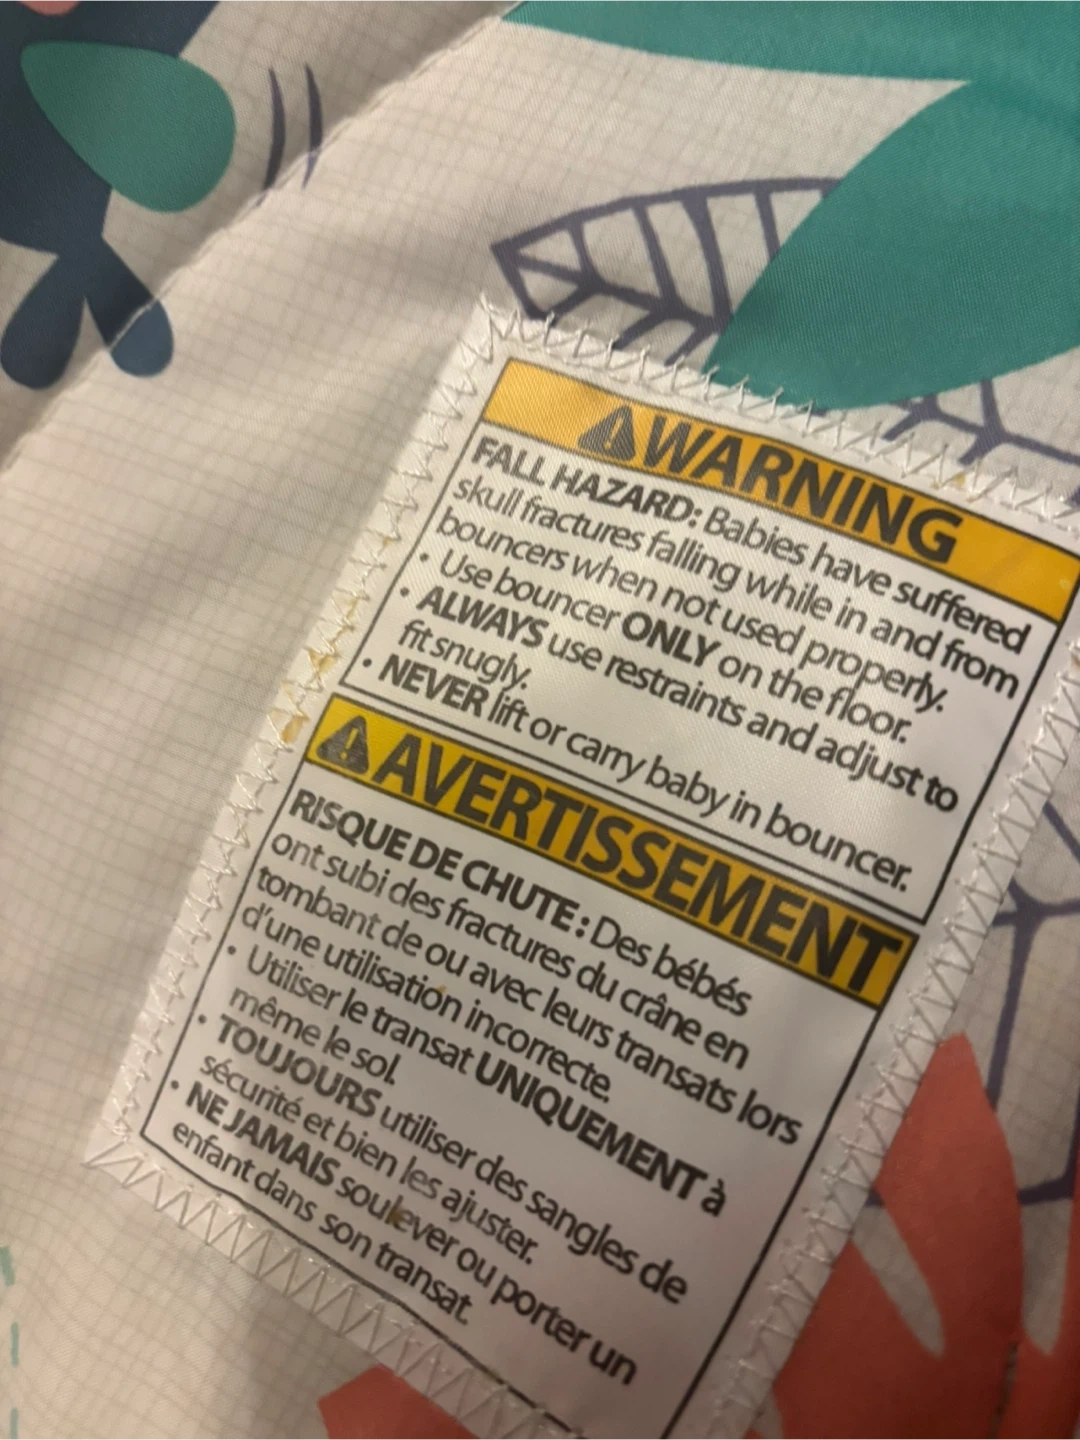 WARNING
FALL HAZARD: Babies have suffered
skull fractures falling while in and from
bouncers when not used properly.
• Use bouncer ONLY on the floor.
• ALWAYS use restraints and adjust to
fit snugly.
• NEVER lift or carry baby in bouncer.
AVERTISSEMENT
RISQUE DE CHUTE : Des bébés
ont subi des fractures du crâne en
tombant de ou avec leurs transats lors
d'une utilisation incorrecte.
• Utiliser le transat UNIQUEMENT à
même le sol.
• TOUJOURS utiliser des sangles de
sécurité et bien les ajuster.
• NE JAMAIS soulever ou porter un
enfant dans son transat.